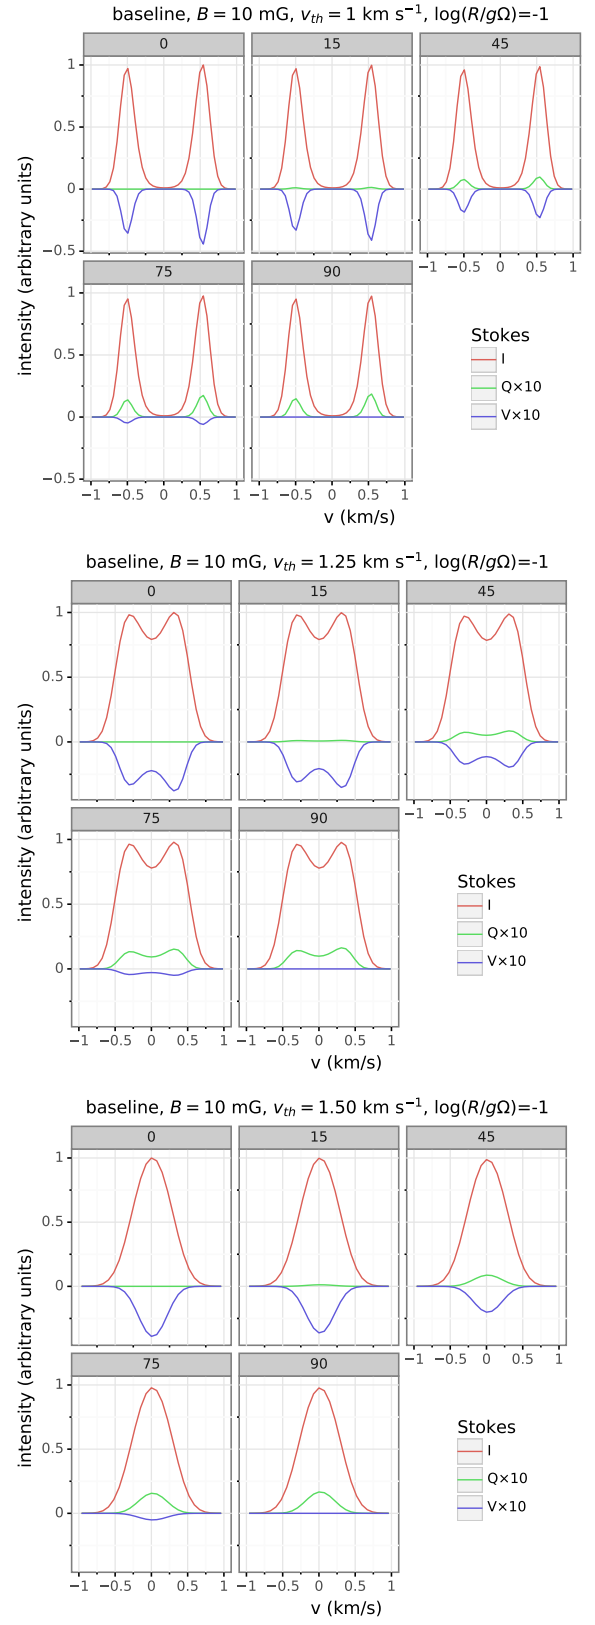 baseline, B = 10 mG, vth = 1 km s−1, log(R/gΩ)=-1
0 15 45
1
0.5
0
−0.5
−1 −0.5 0 0.5 1
75 90
1
0.5
0
−0.5
−1 −0.5 0 0.5 1 −1 −0.5 0 0.5 1
intensity (arbitrary units)
v (km/s)
Stokes
I
Q×10
V×10
baseline, B = 10 mG, vth = 1.25 km s−1, log(R/gΩ)=-1
0 15 45
1
0.5
0
−1 −0.5 0 0.5 1
75 90
1
0.5
0
−1 −0.5 0 0.5 1 −1 −0.5 0 0.5 1
intensity (arbitrary units)
v (km/s)
Stokes
I
Q×10
V×10
baseline, B = 10 mG, vth = 1.50 km s−1, log(R/gΩ)=-1
0 15 45
1
0.5
0
−1 −0.5 0 0.5 1
75 90
1
0.5
0
−1 −0.5 0 0.5 1 −1 −0.5 0 0.5 1
intensity (arbitrary units)
v (km/s)
Stokes
I
Q×10
V×10